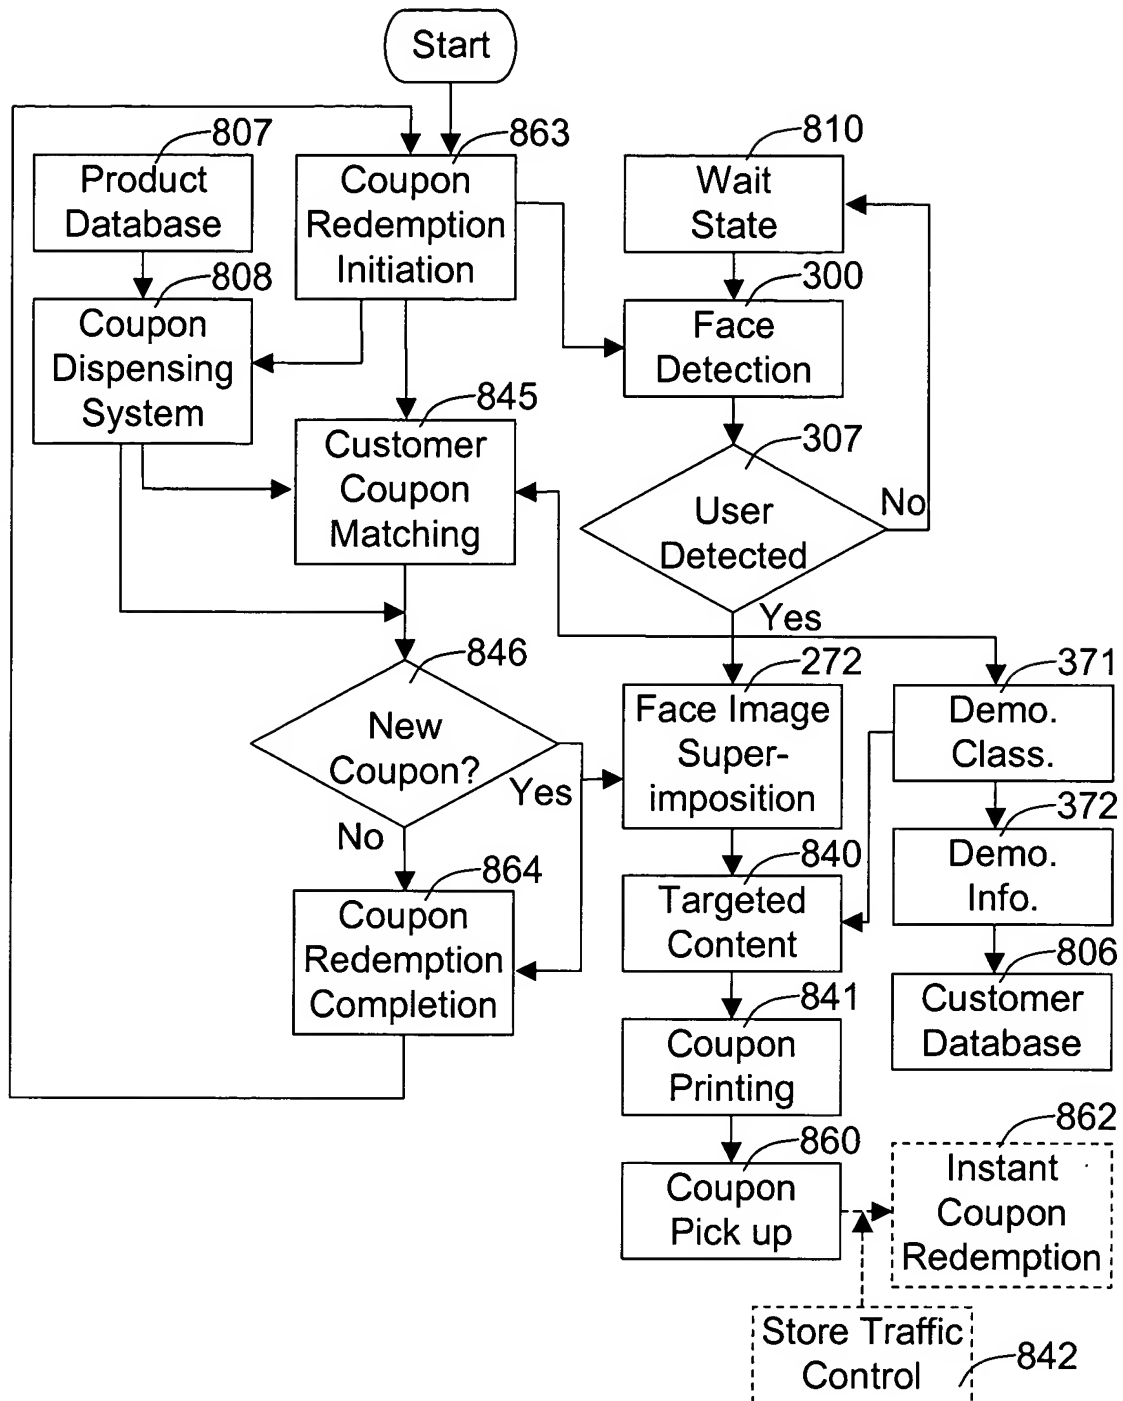 Start
807
Product
Database
863
Coupon
Redemption
Initiation
810
Wait
State
808
Coupon
Dispensing
System
300
Face
Detection
845
Customer
Coupon
Matching
307
User
Detected
No
Yes
846
New
Coupon?
Yes
No
272
Face Image
Super-
imposition
371
Demo.
Class.
372
Demo.
Info.
864
Coupon
Redemption
Completion
840
Targeted
Content
806
Customer
Database
841
Coupon
Printing
860
Coupon
Pick up
862
Instant
Coupon
Redemption
Store Traffic
Control
842